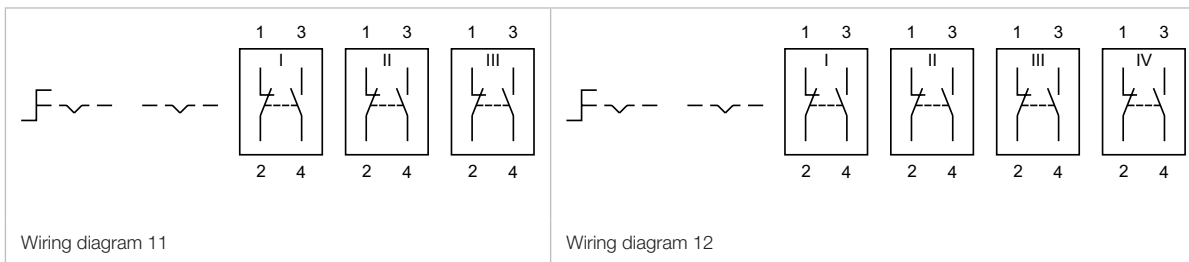 1 3 1 3 1 3
I II III
2 4 2 4 2 4
Wiring diagram 11
1 3 1 3 1 3 1 3
I II III IV
2 4 2 4 2 4 2 4
Wiring diagram 12